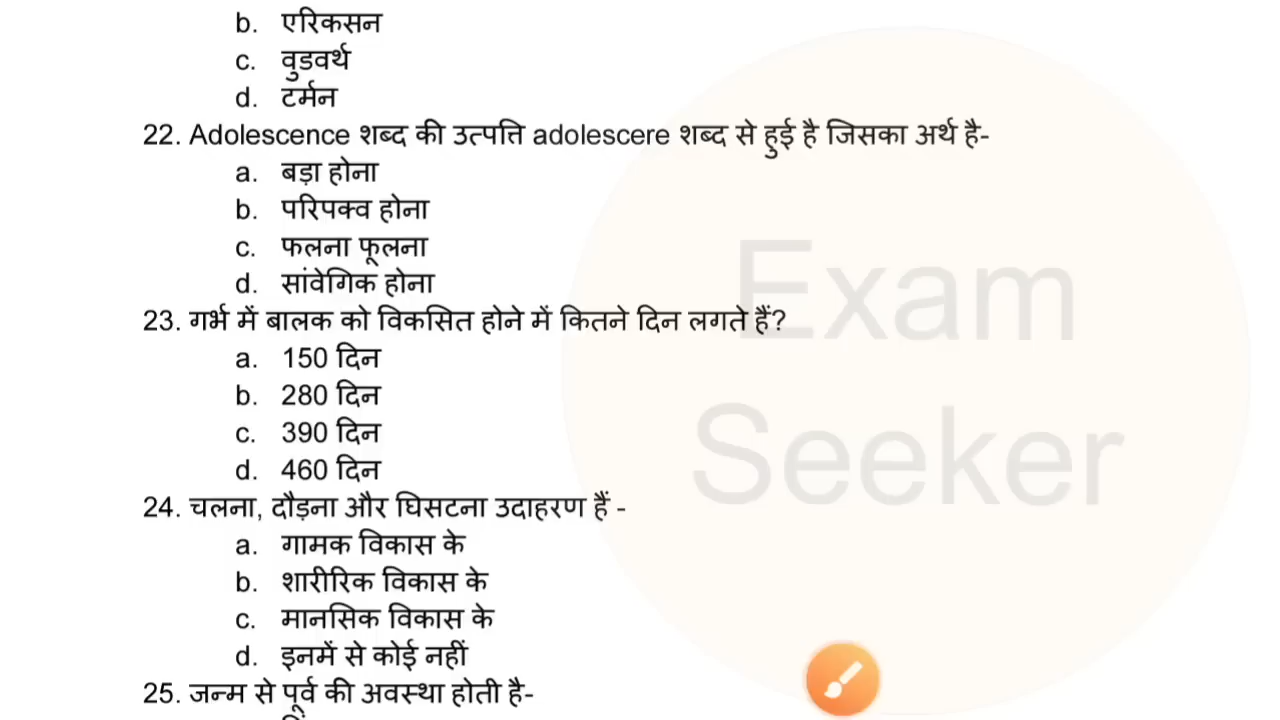 b. एरिकसन
c. वुडवर्थ
d. टर्मन
22. Adolescence शब्द की उत्पत्ति adolescere शब्द से हुई है जिसका अर्थ है-
a. बड़ा होना
b. परिपक्व होना
c. फलना फूलना
d. सांवेगिक होना
23. गर्भ में बालक को विकसित होने में कितने दिन लगते हैं?
a. 150 दिन
b. 280 दिन
c. 390 दिन
d. 460 दिन
24. चलना, दौड़ना और घिसटना उदाहरण हैं -
a. गामक विकास के
b. शारीरिक विकास के
c. मानसिक विकास के
d. इनमें से कोई नहीं
25. जन्म से पूर्व की अवस्था होती है-
Exam
Seeker